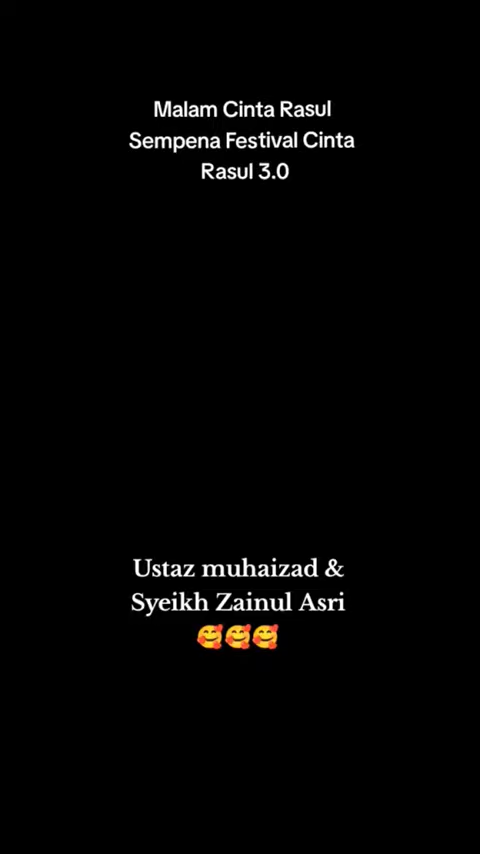 Malam Cinta Rasul
Sempena Festival Cinta
Rasul 3.0
Ustaz muhaizad &
Syeikh Zainul Asri
🥰🥰🥰